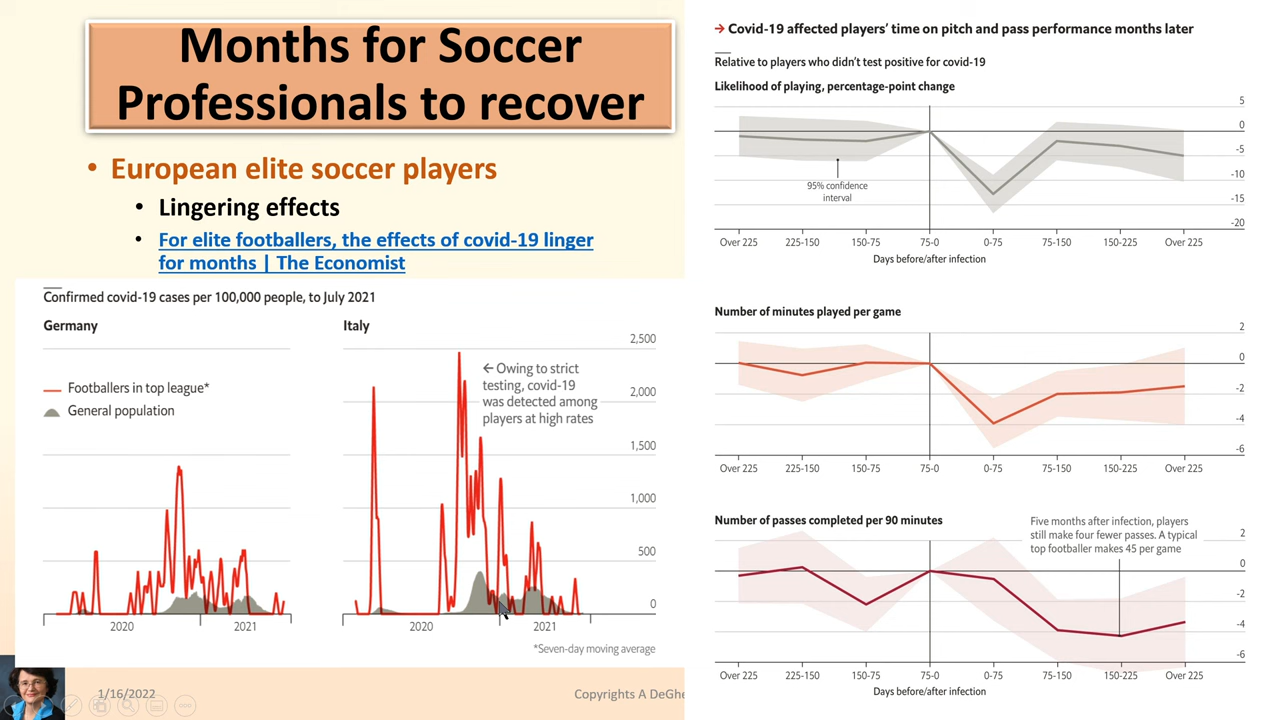 Months for Soccer
Professionals to recover
• European elite soccer players
• Lingering effects
• For elite footballers, the effects of covid-19 linger
for months | The Economist
Confirmed covid-19 cases per 100,000 people, to July 2021
Germany
Footballers in top league*
General population
2020
2021
Italy
2,500
← Owing to strict
testing, covid-19
was detected among
players at high rates
2,000
1,500
1,000
500
0
2020
2021
*Seven-day moving average
1/16/2022
Copyrights A DeGhe
→ Covid-19 affected players' time on pitch and pass performance months later
Relative to players who didn't test positive for covid-19
Likelihood of playing, percentage-point change
5
0
-5
-10
-15
-20
95% confidence
interval
Over 225 225-150 150-75 75-0 0-75 75-150 150-225 Over 225
Days before/after infection
Number of minutes played per game
2
0
-2
-4
-6
Over 225 225-150 150-75 75-0 0-75 75-150 150-225 Over 225
Number of passes completed per 90 minutes
Five months after infection, players
still make four fewer passes. A typical
top footballer makes 45 per game
2
0
-2
-4
-6
Over 225 225-150 150-75 75-0 0-75 75-150 150-225 Over 225
Days before/after infection